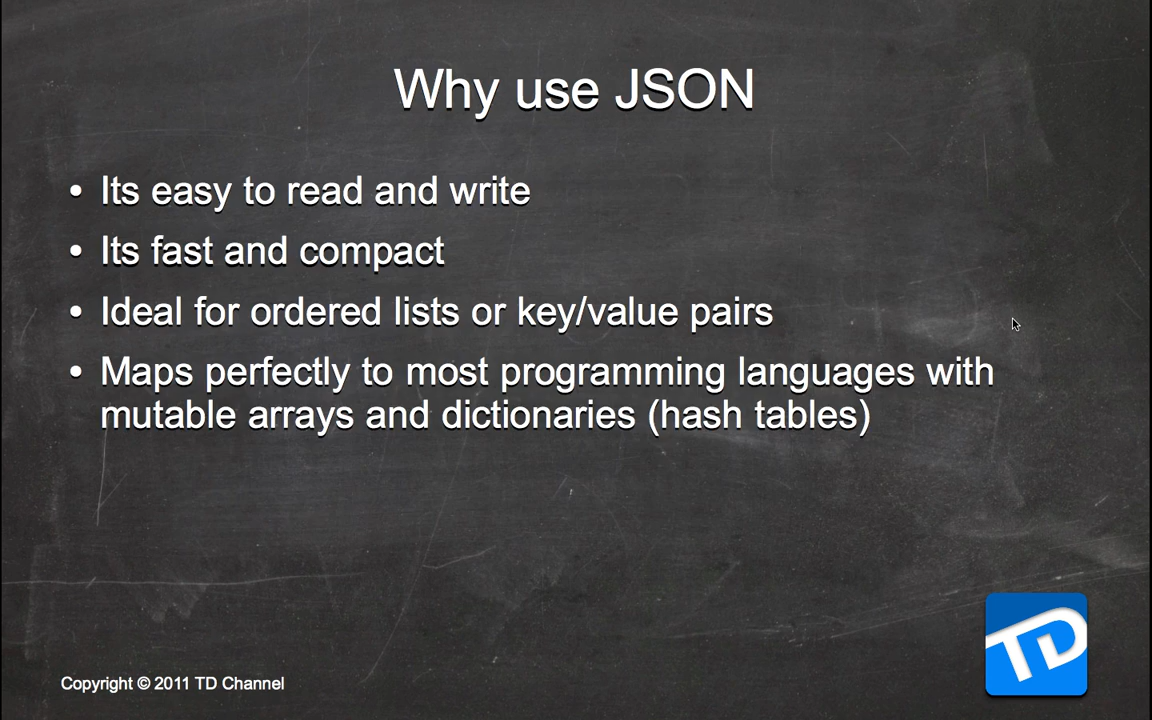 Why use JSON
• Its easy to read and write
• Its fast and compact
• Ideal for ordered lists or key/value pairs
• Maps perfectly to most programming languages with
mutable arrays and dictionaries (hash tables)
TD
Copyright © 2011 TD Channel